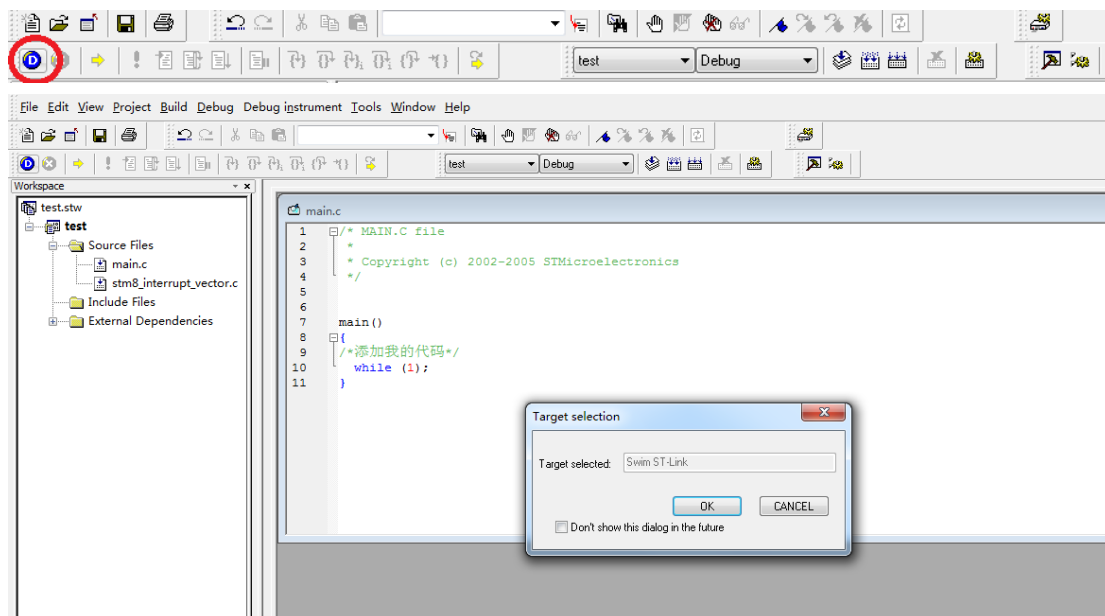 test Debug
D
File Edit View Project Build Debug Debug instrument Tools Window Help
D test Debug
Workspace
test.stw
test
Source Files
main.c
stm8_interrupt_vector.c
Include Files
External Dependencies
main.c
1 /* MAIN.C file
2 *
3 * Copyright (c) 2002-2005 STMicroelectronics
4 */
5
6
7 main()
8 {
9 /*添加我的代码*/
10 while (1);
11 }
Target selection
Target selected: Swim ST-Link
OK CANCEL
Don't show this dialog in the future